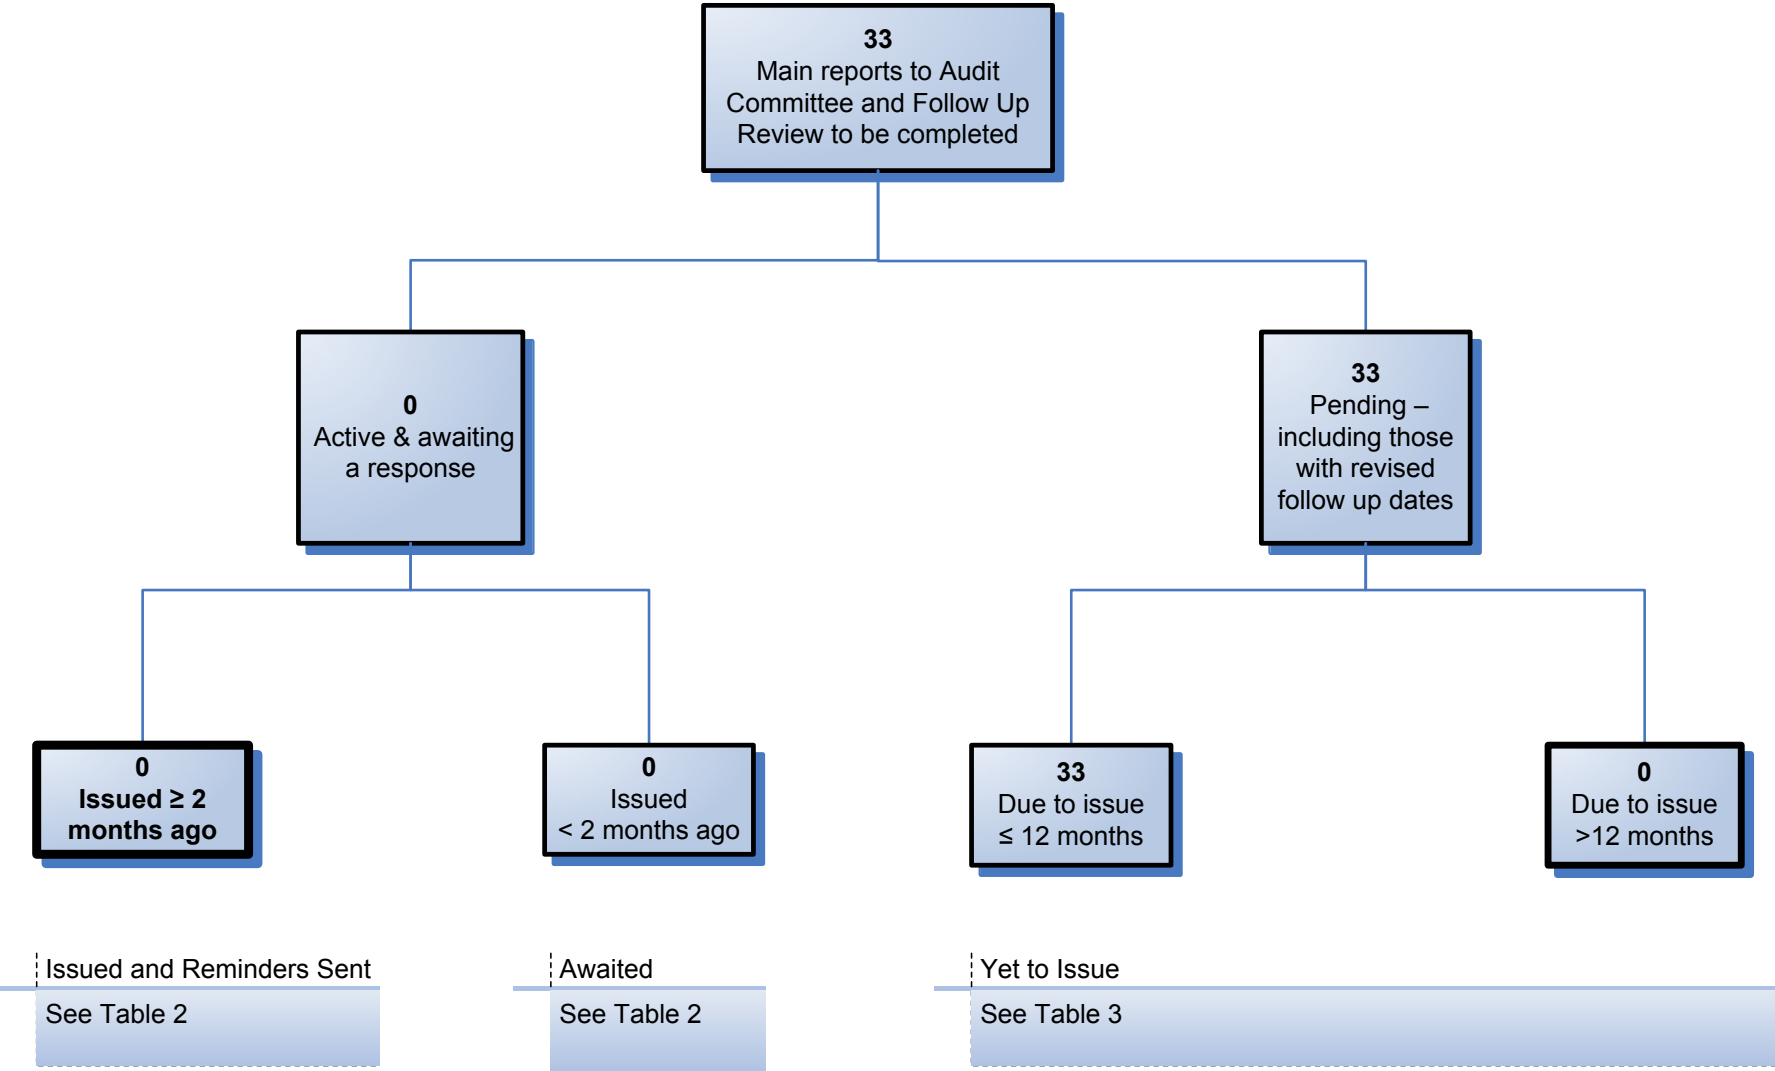 33
Main reports to Audit
Committee and Follow Up
Review to be completed
0
Active & awaiting
a response
33
Pending –
including those
with revised
follow up dates
0
Issued ≥ 2
months ago
0
Issued
< 2 months ago
33
Due to issue
≤ 12 months
0
Due to issue
>12 months
Issued and Reminders Sent
See Table 2
Awaited
See Table 2
Yet to Issue
See Table 3